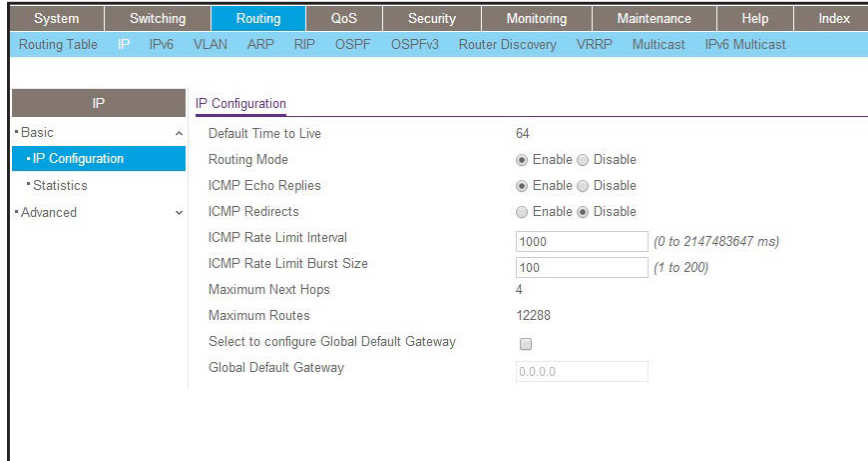 System Switching Routing QoS Security Monitoring Maintenance Help Index
Routing Table IP IPv6 VLAN ARP RIP OSPF OSPFv3 Router Discovery VRRP Multicast IPv6 Multicast
IP
Basic
IP Configuration
Statistics
Advanced
IP Configuration
Default Time to Live 64
Routing Mode Enable Disable
ICMP Echo Replies Enable Disable
ICMP Redirects Enable Disable
ICMP Rate Limit Interval 1000 (0 to 2147483647 ms)
ICMP Rate Limit Burst Size 100 (1 to 200)
Maximum Next Hops 4
Maximum Routes 12288
Select to configure Global Default Gateway
Global Default Gateway 0.0.0.0